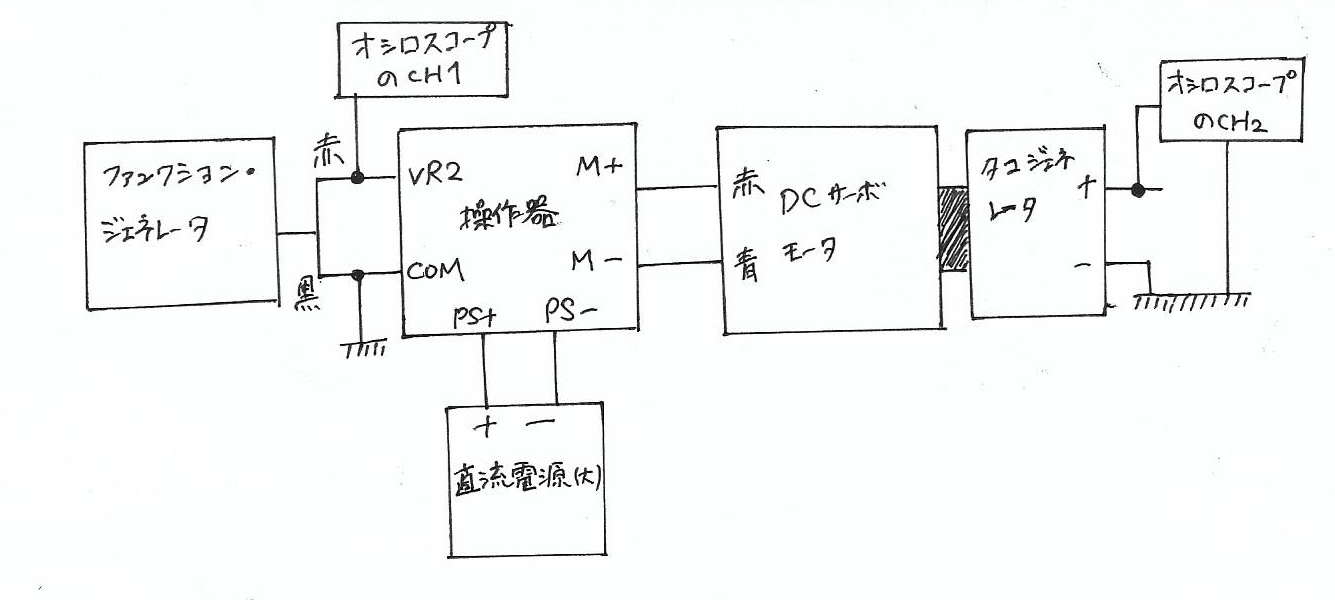 オシロスコープ
のCH1
ファンクション・
ジェネレータ
赤
黒
VR2
操作器
COM
M+
M-
PS+
PS-
赤
青
DCサーボ
モータ
タコジェネ
レータ
+
-
オシロスコープ
のCH2
+ -
直流電源(大)